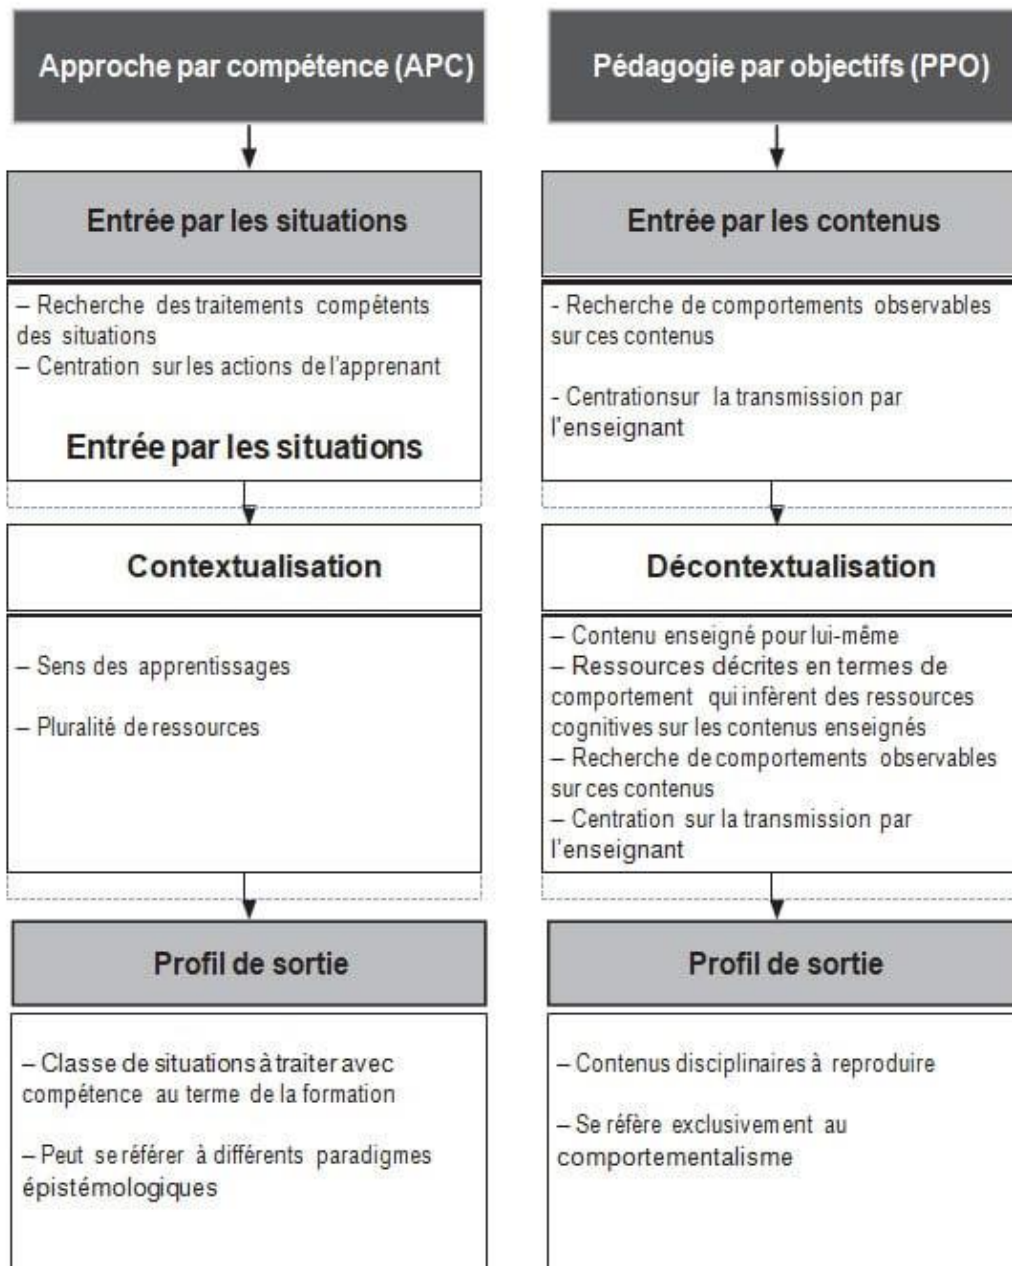 Approche par compétence (APC)
Entrée par les situations
– Recherche des traitements compétents
des situations
– Centration sur les actions de l'apprenant
Entrée par les situations
Contextualisation
– Sens des apprentissages
– Pluralité de ressources
Profil de sortie
– Classe de situations à traiter avec
compétence au terme de la formation
– Peut se référer à différents paradigmes
épistémologiques
Pédagogie par objectifs (PPO)
Entrée par les contenus
- Recherche de comportements observables
sur ces contenus
- Centrationsur la transmission par
l'enseignant
Décontextualisation
– Contenu enseigné pour lui-même
– Ressources décrites en termes de
comportement qui infèrent des ressources
cognitives sur les contenus enseignés
– Recherche de comportements observables
sur ces contenus
– Centration sur la transmission par
l'enseignant
Profil de sortie
– Contenus disciplinaires à reproduire
– Se réfère exclusivement au
comportementalisme